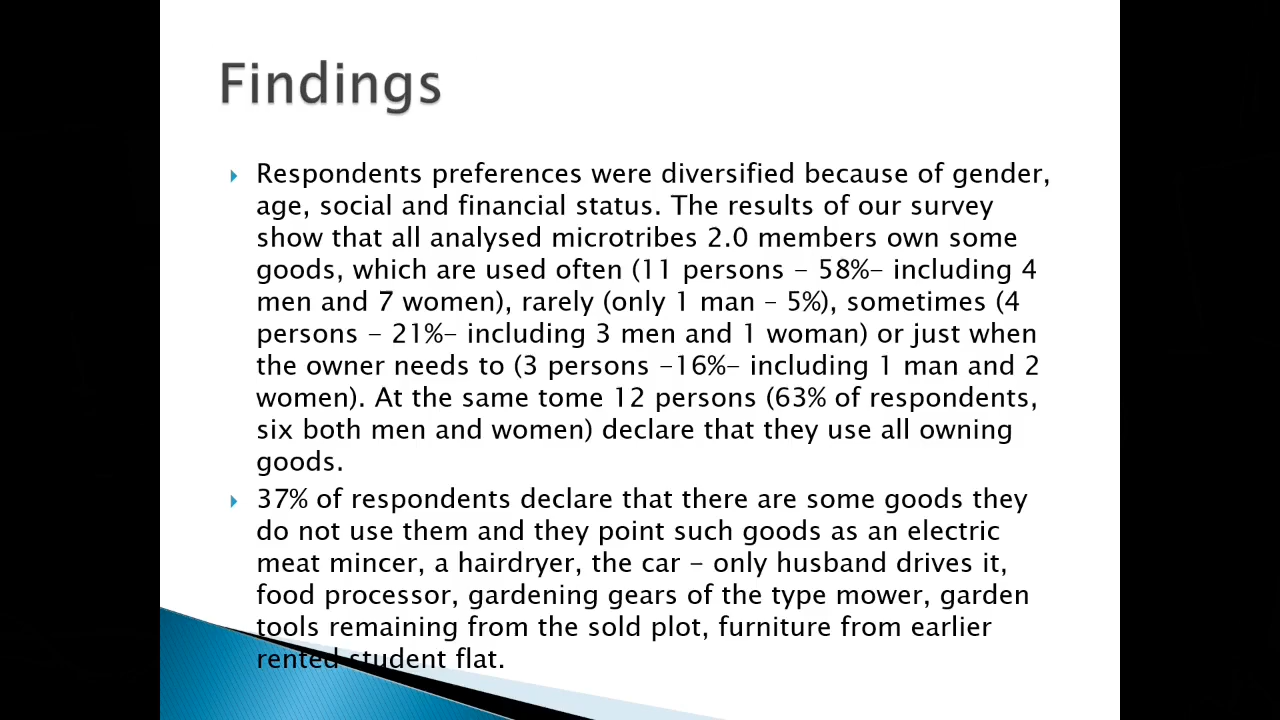 Findings
Respondents preferences were diversified because of gender,
age, social and financial status. The results of our survey
show that all analysed microtribes 2.0 members own some
goods, which are used often (11 persons – 58%– including 4
men and 7 women), rarely (only 1 man – 5%), sometimes (4
persons – 21%– including 3 men and 1 woman) or just when
the owner needs to (3 persons –16%– including 1 man and 2
women). At the same tome 12 persons (63% of respondents,
six both men and women) declare that they use all owning
goods.
37% of respondents declare that there are some goods they
do not use them and they point such goods as an electric
meat mincer, a hairdryer, the car – only husband drives it,
food processor, gardening gears of the type mower, garden
tools remaining from the sold plot, furniture from earlier
rented student flat.